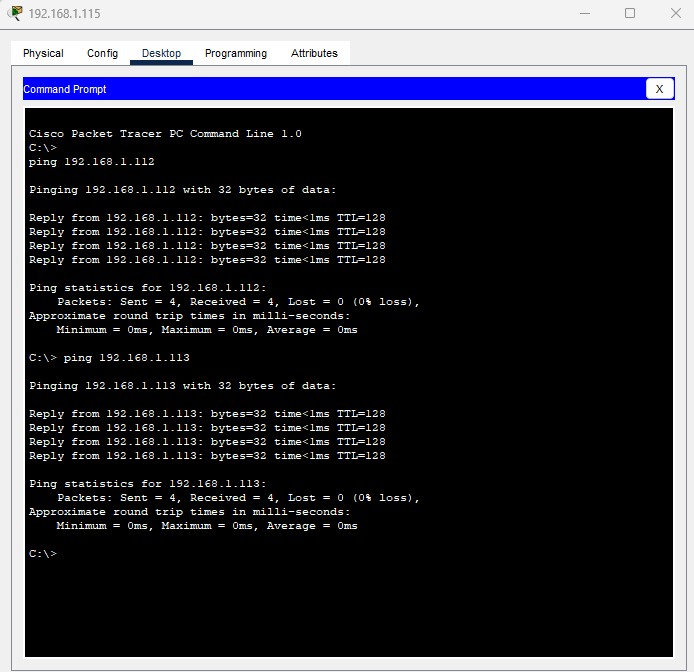 192.168.1.115
Physical Config Desktop Programming Attributes
Command Prompt
X
Cisco Packet Tracer PC Command Line 1.0
C:\>
ping 192.168.1.112
Pinging 192.168.1.112 with 32 bytes of data:
Reply from 192.168.1.112: bytes=32 time<1ms TTL=128
Reply from 192.168.1.112: bytes=32 time<1ms TTL=128
Reply from 192.168.1.112: bytes=32 time<1ms TTL=128
Reply from 192.168.1.112: bytes=32 time<1ms TTL=128
Ping statistics for 192.168.1.112:
Packets: Sent = 4, Received = 4, Lost = 0 (0% loss),
Approximate round trip times in milli-seconds:
Minimum = 0ms, Maximum = 0ms, Average = 0ms
C:\> ping 192.168.1.113
Pinging 192.168.1.113 with 32 bytes of data:
Reply from 192.168.1.113: bytes=32 time<1ms TTL=128
Reply from 192.168.1.113: bytes=32 time<1ms TTL=128
Reply from 192.168.1.113: bytes=32 time<1ms TTL=128
Reply from 192.168.1.113: bytes=32 time<1ms TTL=128
Ping statistics for 192.168.1.113:
Packets: Sent = 4, Received = 4, Lost = 0 (0% loss),
Approximate round trip times in milli-seconds:
Minimum = 0ms, Maximum = 0ms, Average = 0ms
C:\>